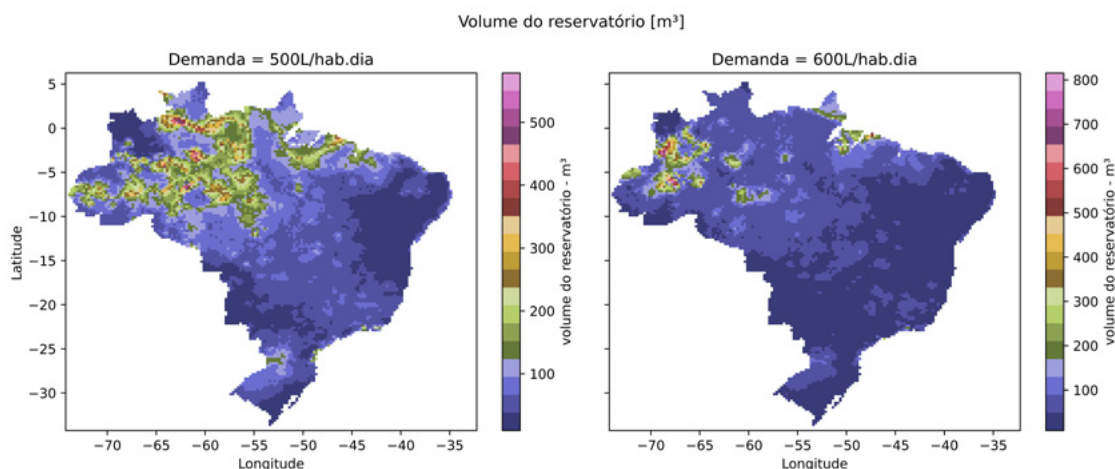 Volume do reservatório [m³]
Demanda = 500L/hab.dia
Demanda = 600L/hab.dia
5
0
−5
−10
−15
−20
−25
−30
Latitude
−70 −65 −60 −55 −50 −45 −40 −35
Longitude
500
400
300
200
100
volume do reservatório - m³
−70 −65 −60 −55 −50 −45 −40 −35
Longitude
800
700
600
500
400
300
200
100
volume do reservatório - m³